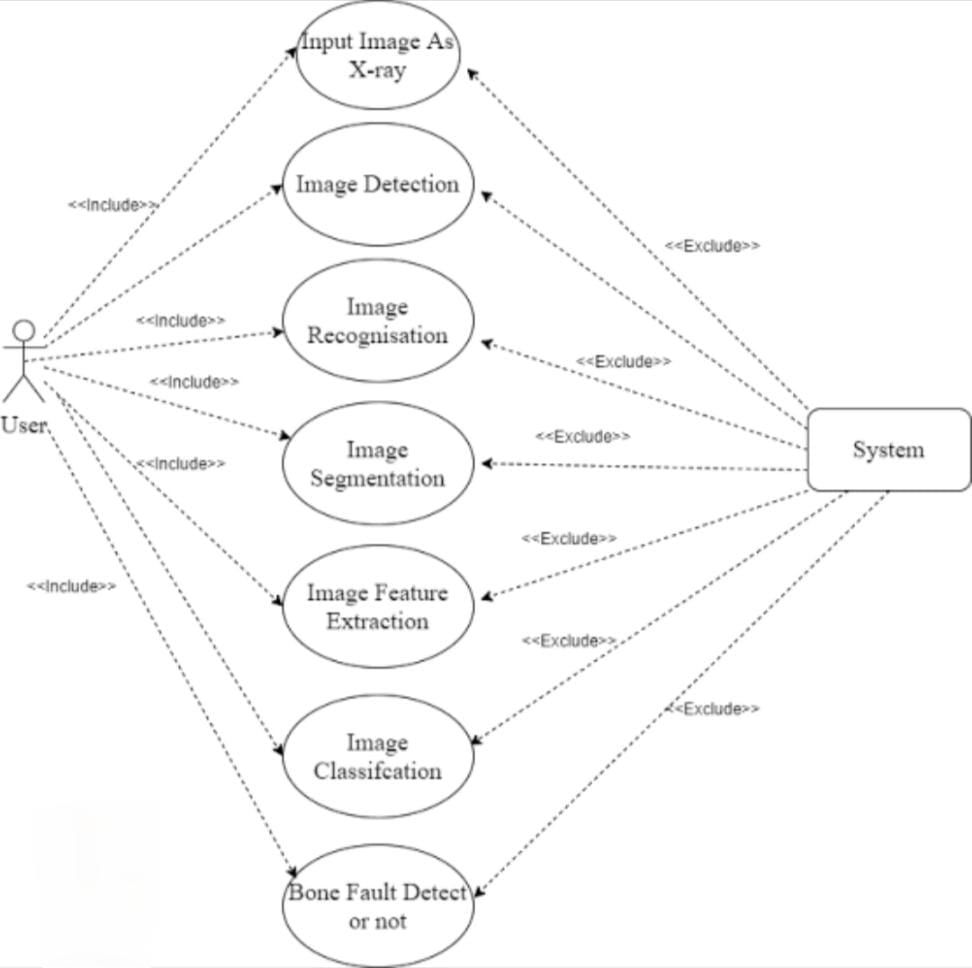 Input Image As
X-ray
Image Detection
<<Include>>
<<Exclude>>
Image
Recognisation
<<Include>>
<<Exclude>>
<<Include>>
User
Image
Segmentation
<<Exclude>>
System
<<Include>>
<<Exclude>>
Image Feature
Extraction
<<Include>>
<<Exclude>>
<<Exclude>>
Image
Classifcation
Bone Fault Detect
or not